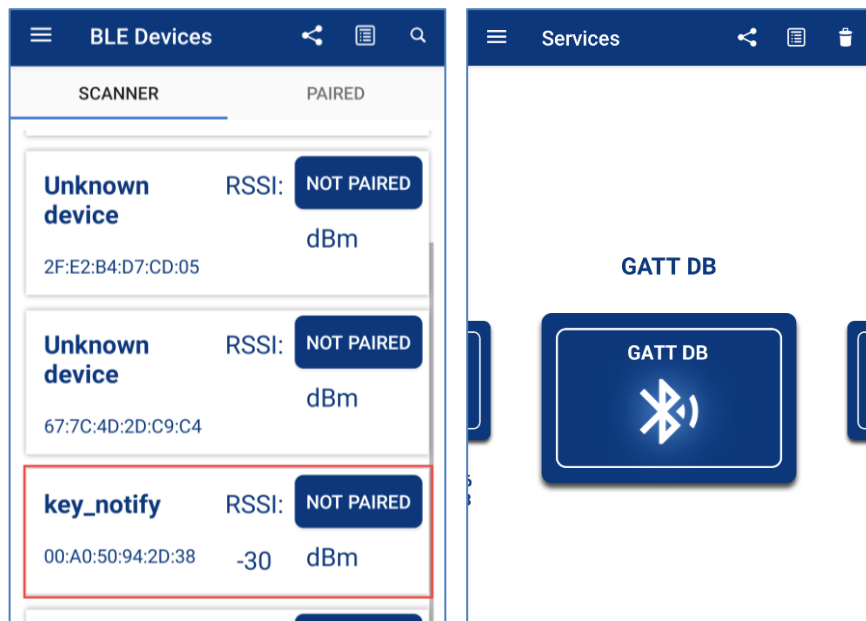 BLE Devices
SCANNER
PAIRED
Unknown
device
RSSI:
NOT PAIRED
dBm
2F:E2:B4:D7:CD:05
Unknown
device
RSSI:
NOT PAIRED
dBm
67:7C:4D:2D:C9:C4
key_notify
RSSI:
NOT PAIRED
00:A0:50:94:2D:38
-30
dBm
Services
GATT DB
GATT DB